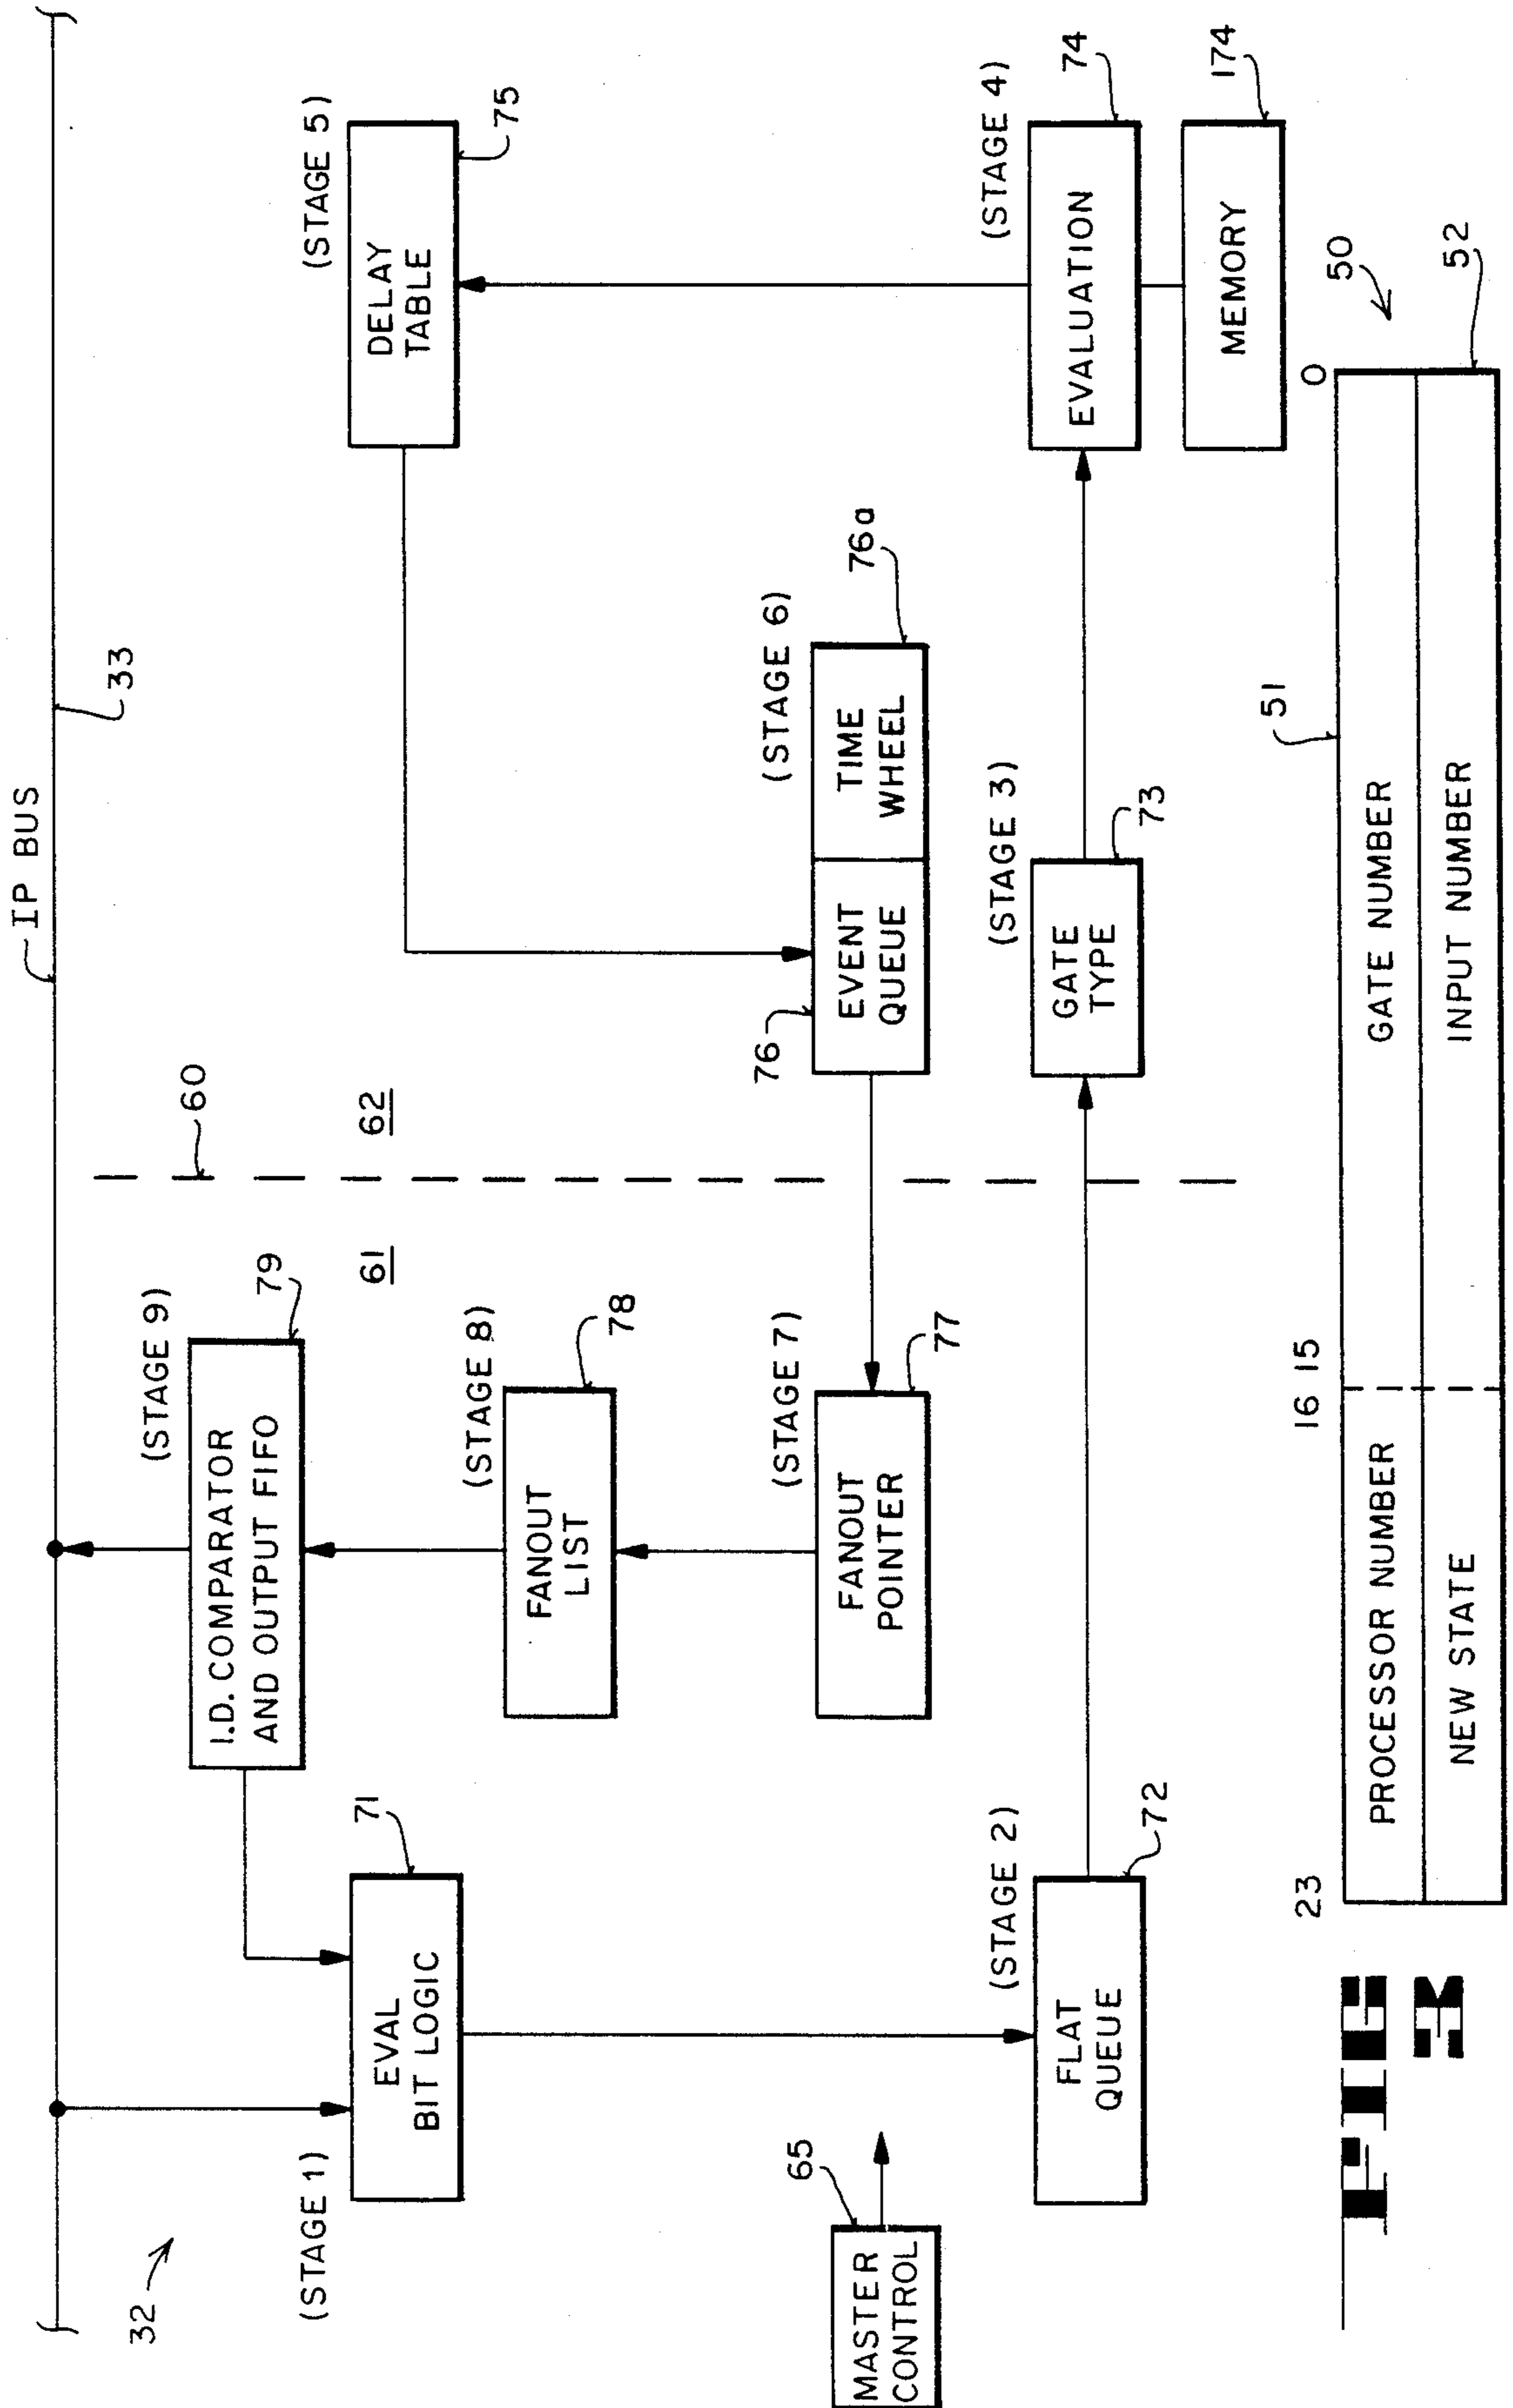 IP BUS
33
32
(STAGE 1)
EVAL
BIT LOGIC
71
(STAGE 9)
I.D. COMPARATOR
AND OUTPUT FIFO
79
60
61
62
(STAGE 5)
DELAY
TABLE
75
(STAGE 8)
FANOUT
LIST
78
(STAGE 7)
FANOUT
POINTER
77
(STAGE 6)
76
EVENT
QUEUE
TIME
WHEEL
76a
65
MASTER
CONTROL
(STAGE 2)
FLAT
QUEUE
72
(STAGE 3)
GATE
TYPE
73
(STAGE 4)
EVALUATION
74
MEMORY
174
23
16
15
51
0
50
PROCESSOR NUMBER
GATE NUMBER
NEW STATE
INPUT NUMBER
52
FIG
3